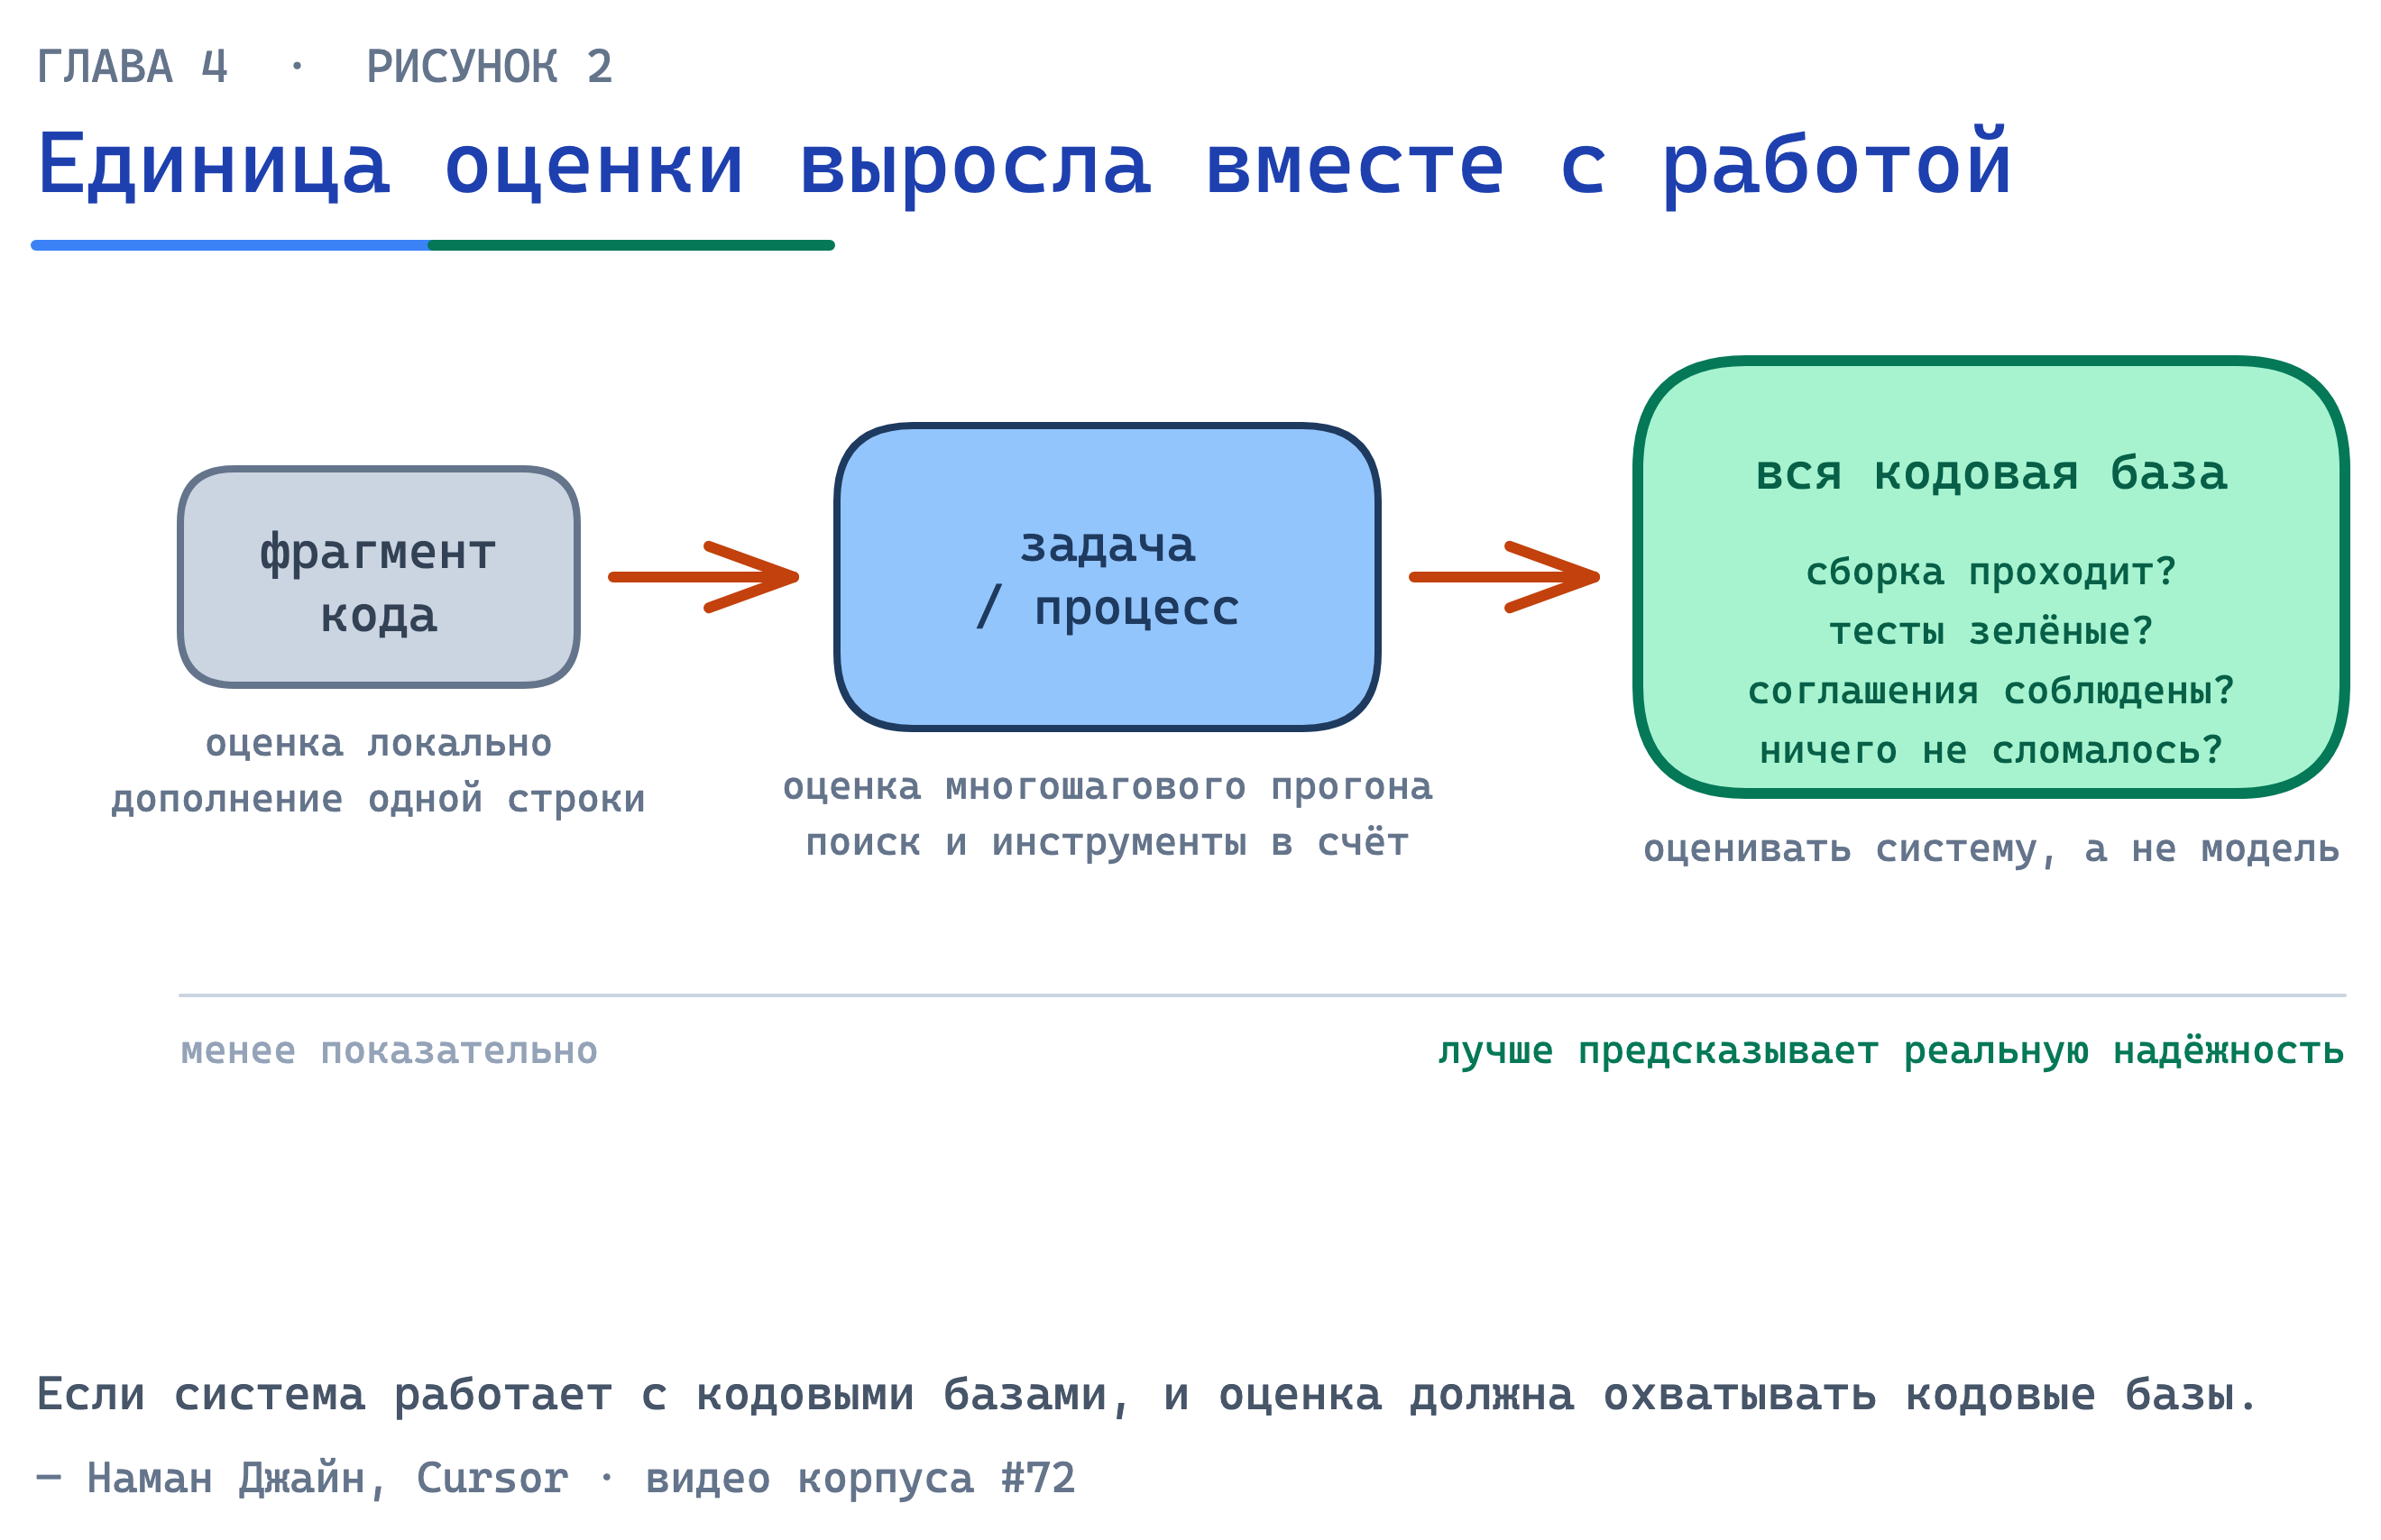 ГЛАВА 4 · РИСУНОК 2
Единица оценки выросла вместе с работой
фрагмент
кода
оценка локально
дополнение одной строки
задача
/ процесс
оценка многошагового прогона
поиск и инструменты в счёт
вся кодовая база
сборка проходит?
тесты зелёные?
соглашения соблюдены?
ничего не сломалось?
оценивать систему, а не модель
менее показательно
лучше предсказывает реальную надёжность
Если система работает с кодовыми базами, и оценка должна охватывать кодовые базы.
— Наман Джайн, Cursor · видео корпуса #72